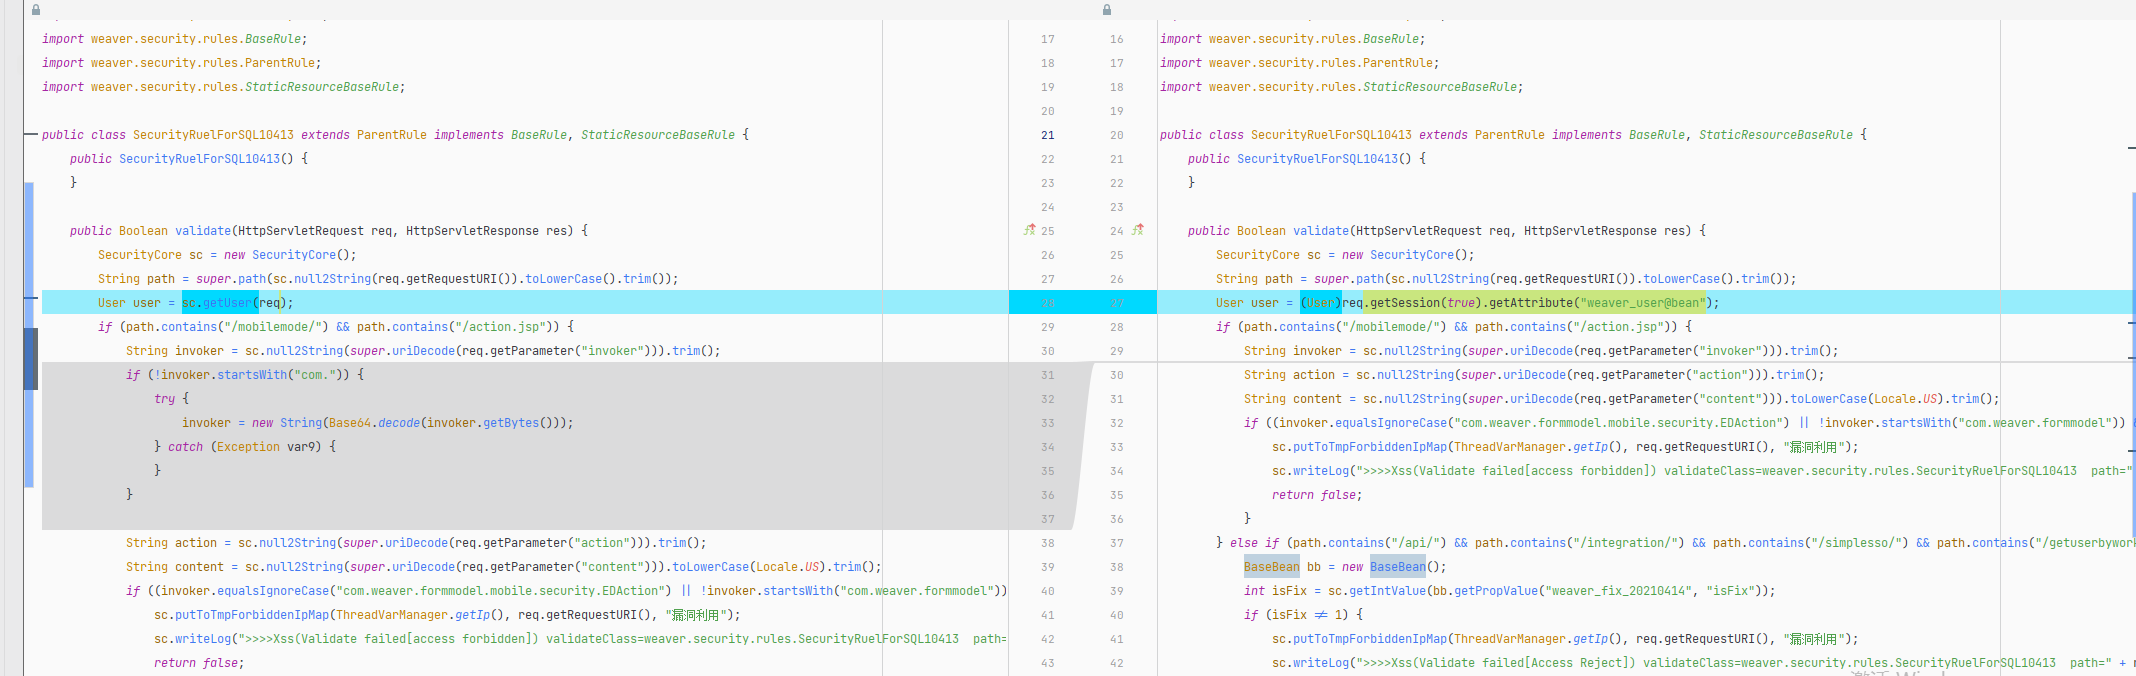 import weaver.security.rules.BaseRule;
import weaver.security.rules.ParentRule;
import weaver.security.rules.StaticResourceBaseRule;
public class SecurityRuelForSQL10413 extends ParentRule implements BaseRule, StaticResourceBaseRule {
public SecurityRuelForSQL10413() {
}
public Boolean validate(HttpServletRequest req, HttpServletResponse res) {
SecurityCore sc = new SecurityCore();
String path = super.path(sc.null2String(req.getRequestURI()).toLowerCase().trim());
User user = sc.getUser(req);
if (path.contains("/mobilemode/") && path.contains("/action.jsp")) {
String invoker = sc.null2String(super.uriDecode(req.getParameter("invoker"))).trim();
if (!invoker.startsWith("com.")) {
try {
invoker = new String(Base64.decode(invoker.getBytes()));
} catch (Exception var9) {
}
}
String action = sc.null2String(super.uriDecode(req.getParameter("action"))).trim();
String content = sc.null2String(super.uriDecode(req.getParameter("content"))).toLowerCase(Locale.US).trim();
if ((invoker.equalsIgnoreCase("com.weaver.formmodel.mobile.security.EDAction") || !invoker.startsWith("com.weaver.formmodel"))
sc.putToTmpForbiddenIpMap(ThreadVarManager.getIp(), req.getRequestURI(), "漏洞利用");
sc.writeLog(">>>>Xss(Validate failed[access forbidden]) validateClass=weaver.security.rules.SecurityRuelForSQL10413  path=
return false;
17
18
19
20
21
22
23
24
25
26
27
28
29
30
31
32
33
34
35
36
37
38
39
40
41
42
43
16
17
18
19
20
21
22
23
24
25
26
27
28
29
30
31
32
33
34
35
36
37
38
39
40
41
42
import weaver.security.rules.BaseRule;
import weaver.security.rules.ParentRule;
import weaver.security.rules.StaticResourceBaseRule;
public class SecurityRuelForSQL10413 extends ParentRule implements BaseRule, StaticResourceBaseRule {
public SecurityRuelForSQL10413() {
}
public Boolean validate(HttpServletRequest req, HttpServletResponse res) {
SecurityCore sc = new SecurityCore();
String path = super.path(sc.null2String(req.getRequestURI()).toLowerCase().trim());
User user = (User)req.getSession(true).getAttribute("weaver_user@bean");
if (path.contains("/mobilemode/") && path.contains("/action.jsp")) {
String invoker = sc.null2String(super.uriDecode(req.getParameter("invoker"))).trim();
String action = sc.null2String(super.uriDecode(req.getParameter("action"))).trim();
String content = sc.null2String(super.uriDecode(req.getParameter("content"))).toLowerCase(Locale.US).trim();
if ((invoker.equalsIgnoreCase("com.weaver.formmodel.mobile.security.EDAction") || !invoker.startsWith("com.weaver.formmodel"))
sc.putToTmpForbiddenIpMap(ThreadVarManager.getIp(), req.getRequestURI(), "漏洞利用");
sc.writeLog(">>>>Xss(Validate failed[access forbidden]) validateClass=weaver.security.rules.SecurityRuelForSQL10413  path="
return false;
}
} else if (path.contains("/api/") && path.contains("/integration/") && path.contains("/simplesso/") && path.contains("/getuserbywork
BaseBean bb = new BaseBean();
int isFix = sc.getIntValue(bb.getPropValue("weaver_fix_20210414", "isFix"));
if (isFix != 1) {
sc.putToTmpForbiddenIpMap(ThreadVarManager.getIp(), req.getRequestURI(), "漏洞利用");
sc.writeLog(">>>>Xss(Validate failed[Access Reject]) validateClass=weaver.security.rules.SecurityRuelForSQL10413  path=" + r